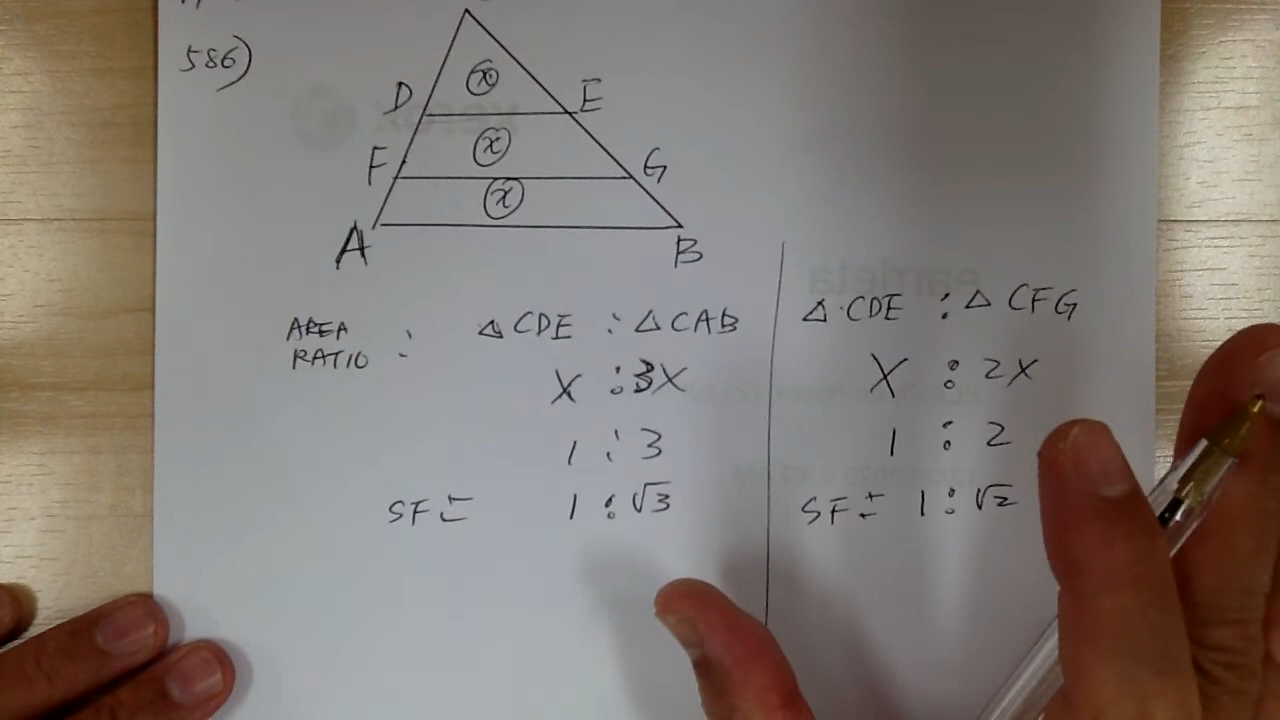 586)
x
D E
x
F G
x
A B
AREA RATIO : △CDE : △CAB
X : 3X
1 : 3
SF = 1 : √3
△CDE : △CFG
X : 2X
1 : 2
SF = 1 : √2